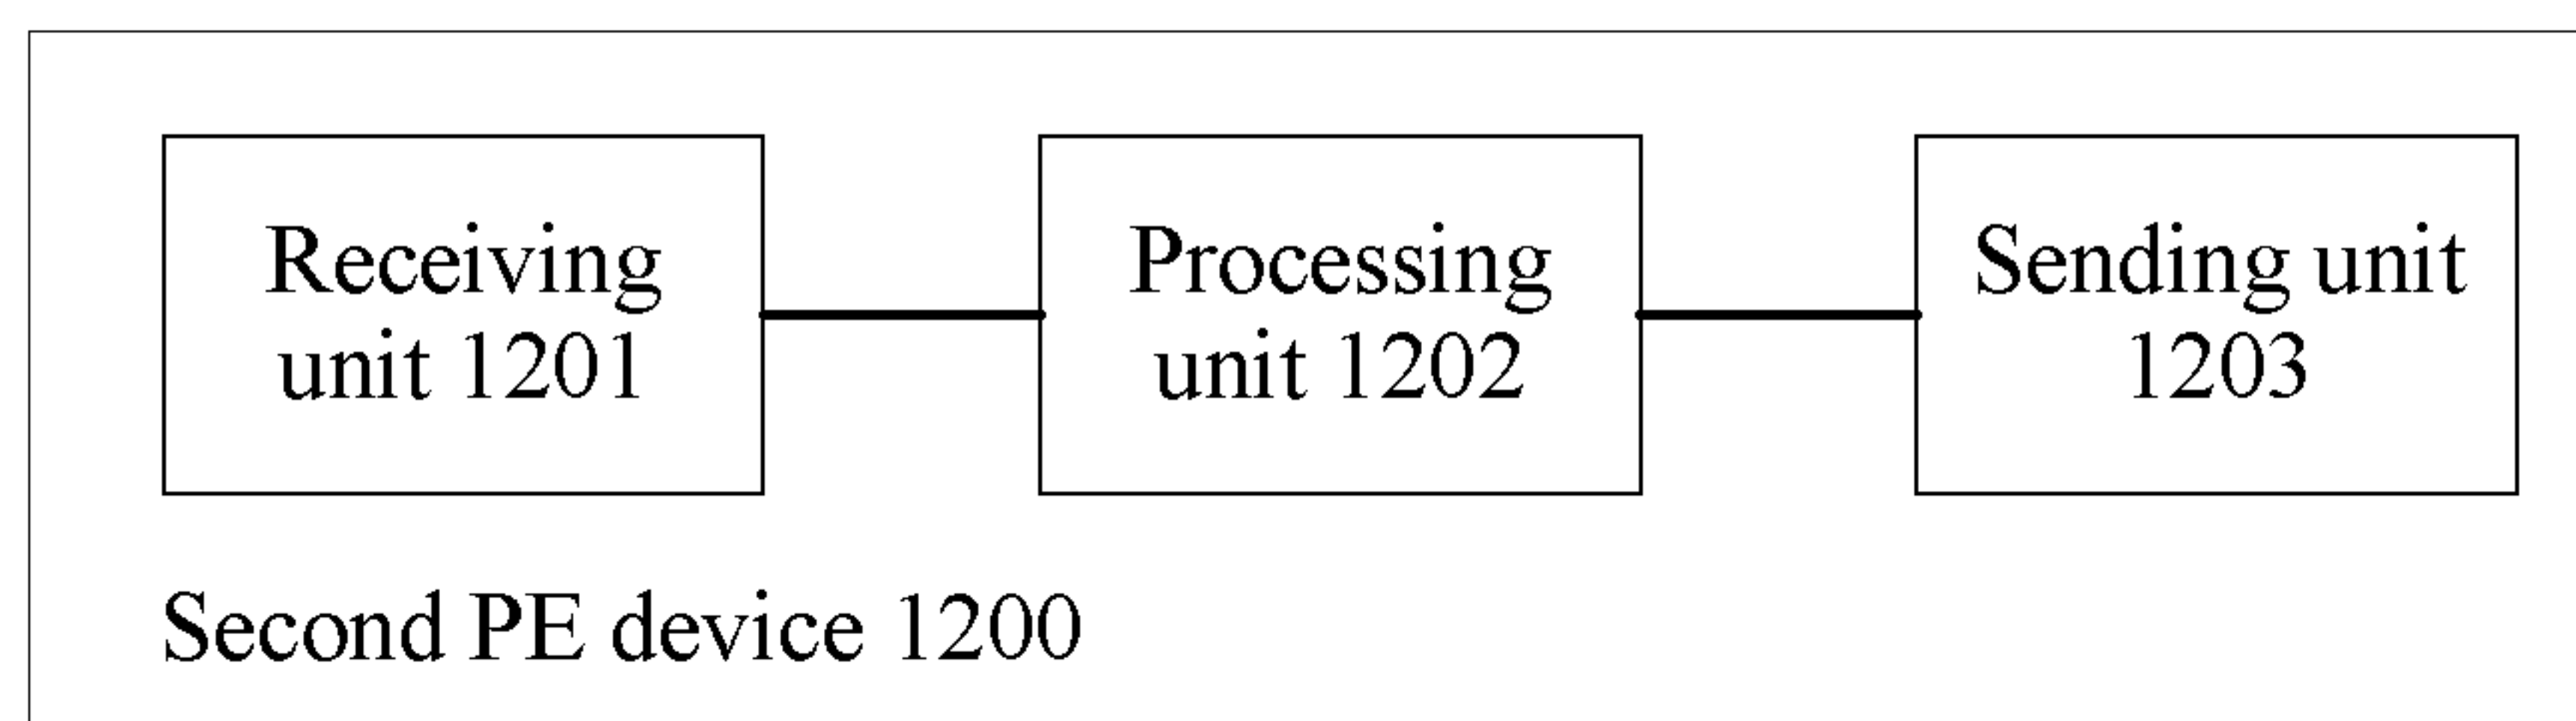 Receiving
unit 1201
Processing
unit 1202
Sending unit
1203
Second PE device 1200